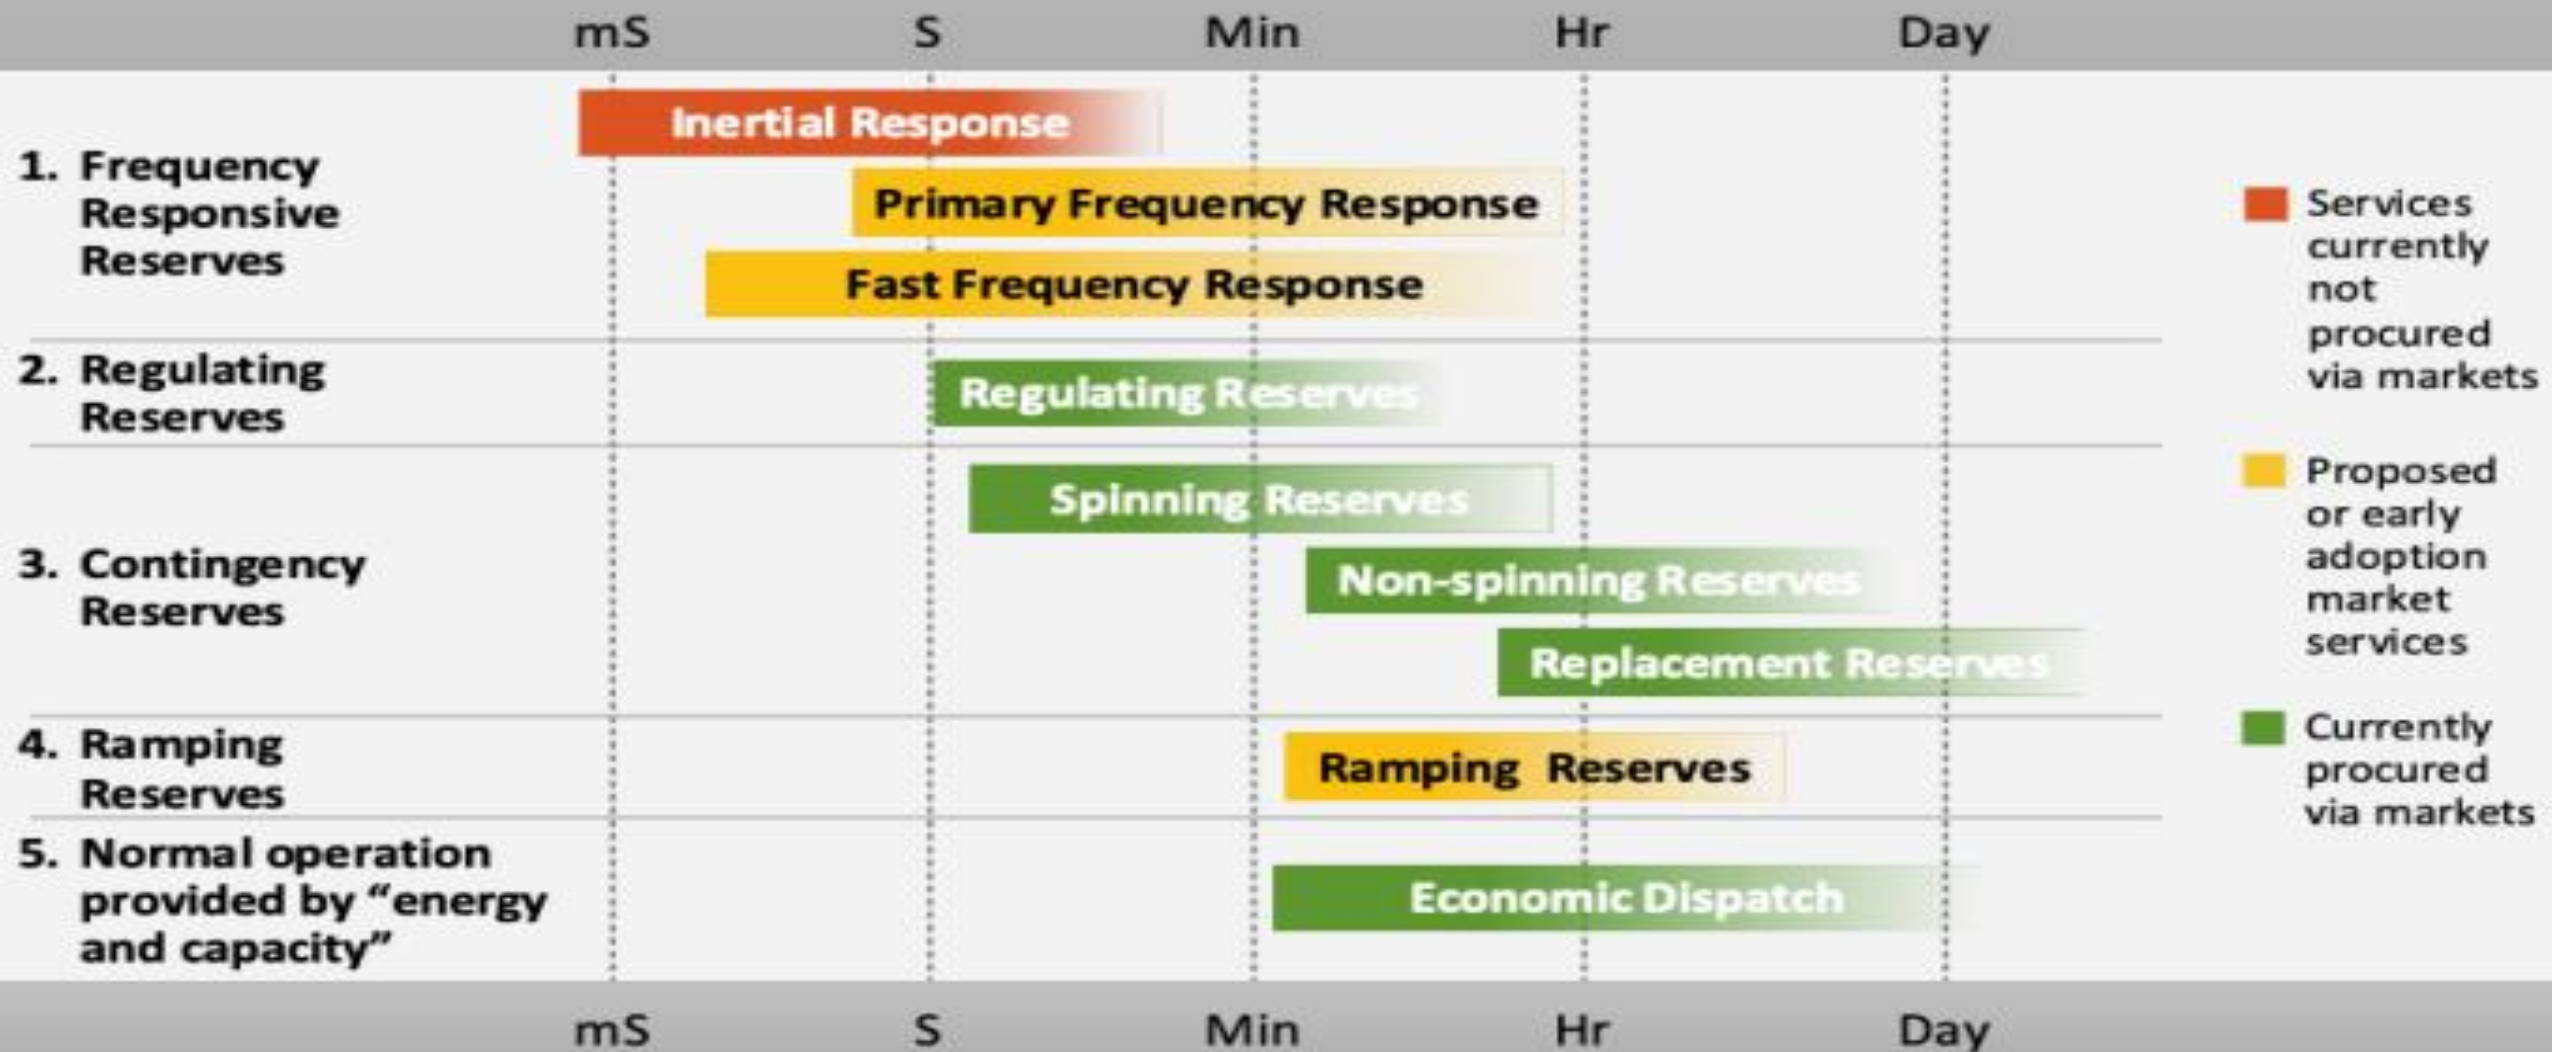 mS S Min Hr Day
1. Frequency
Responsive
Reserves
Inertial Response
Primary Frequency Response
Fast Frequency Response
2. Regulating
Reserves
Regulating Reserves
3. Contingency
Reserves
Spinning Reserves
Non-spinning Reserves
Replacement Reserves
4. Ramping
Reserves
Ramping Reserves
5. Normal operation
provided by “energy
and capacity”
Economic Dispatch
Services
currently
not
procured
via markets
Proposed
or early
adoption
market
services
Currently
procured
via markets
mS S Min Hr Day